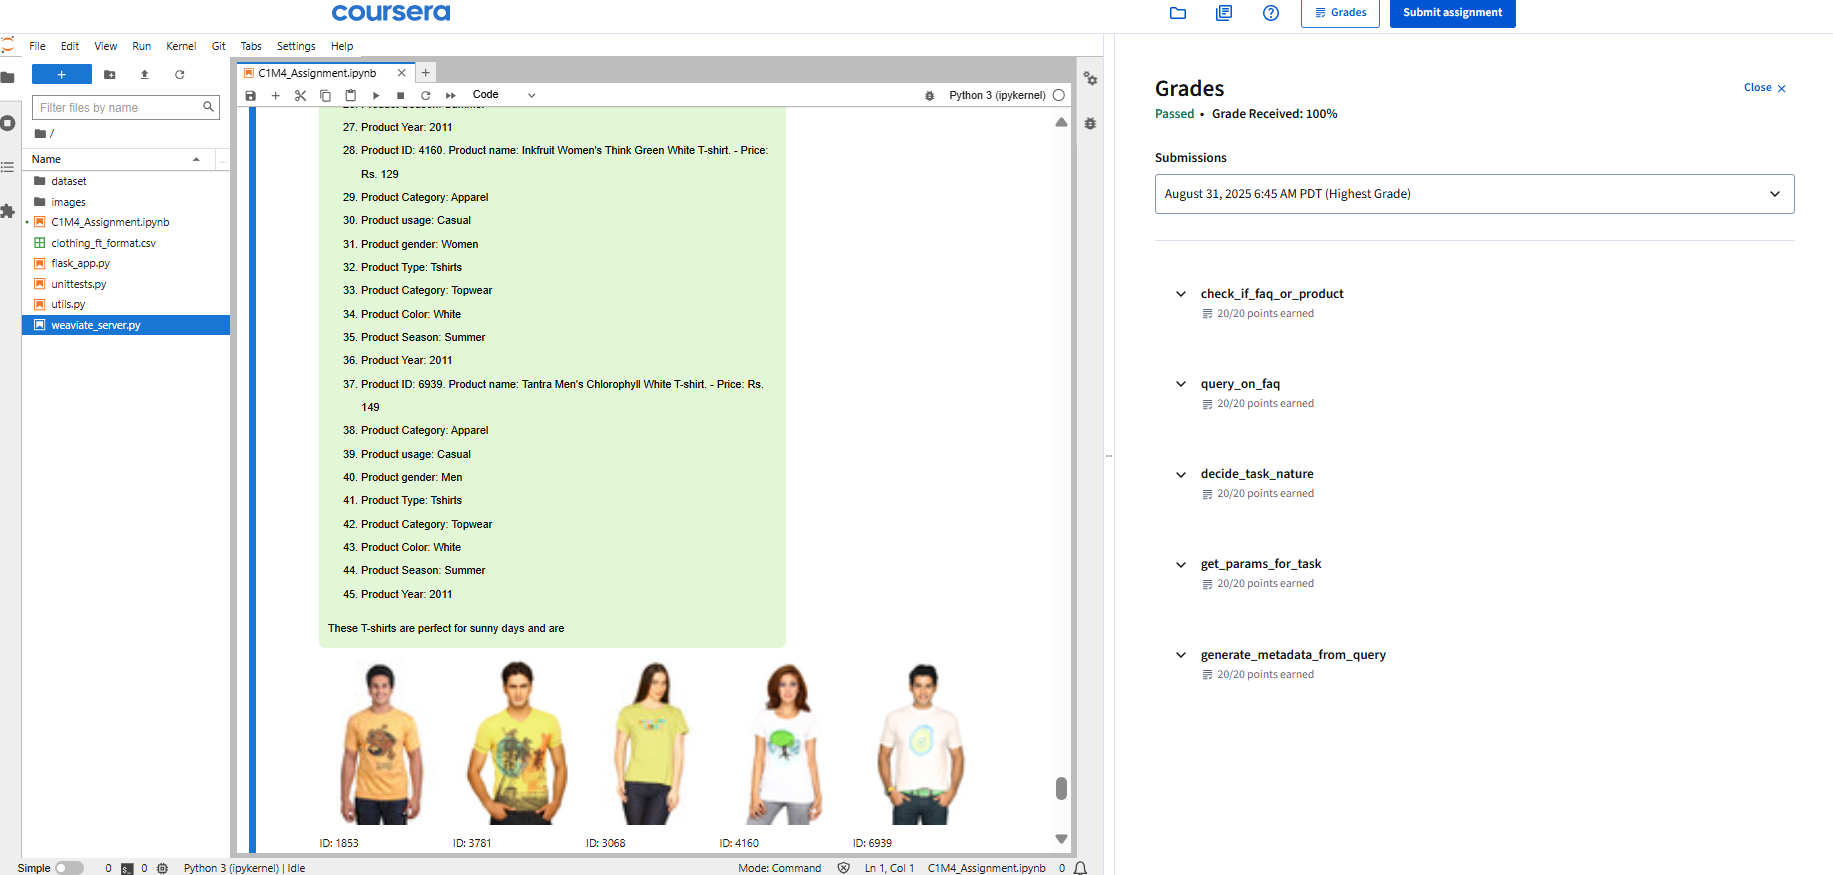 coursera
Grades
Submit assignment
File Edit View Run Kernel Git Tabs Settings Help
C1M4_Assignment.ipynb
Filter files by name
Code
Python 3 (ipykernel)
/
Name
dataset
images
C1M4_Assignment.ipynb
clothing_ft_format.csv
flask_app.py
unittests.py
utils.py
weaviate_server.py
27. Product Year: 2011
28. Product ID: 4160. Product name: Inkfruit Women's Think Green White T-shirt. - Price:
Rs. 129
29. Product Category: Apparel
30. Product usage: Casual
31. Product gender: Women
32. Product Type: Tshirts
33. Product Category: Topwear
34. Product Color: White
35. Product Season: Summer
36. Product Year: 2011
37. Product ID: 6939. Product name: Tantra Men's Chlorophyll White T-shirt. - Price: Rs.
149
38. Product Category: Apparel
39. Product usage: Casual
40. Product gender: Men
41. Product Type: Tshirts
42. Product Category: Topwear
43. Product Color: White
44. Product Season: Summer
45. Product Year: 2011
These T-shirts are perfect for sunny days and are
ID: 1853 ID: 3781 ID: 3068 ID: 4160 ID: 6939
Simple 0 0 Python 3 (ipykernel) | Idle Mode: Command Ln 1, Col 1 C1M4_Assignment.ipynb 0
Grades
Close
Passed • Grade Received: 100%
Submissions
August 31, 2025 6:45 AM PDT (Highest Grade)
check_if_faq_or_product
20/20 points earned
query_on_faq
20/20 points earned
decide_task_nature
20/20 points earned
get_params_for_task
20/20 points earned
generate_metadata_from_query
20/20 points earned